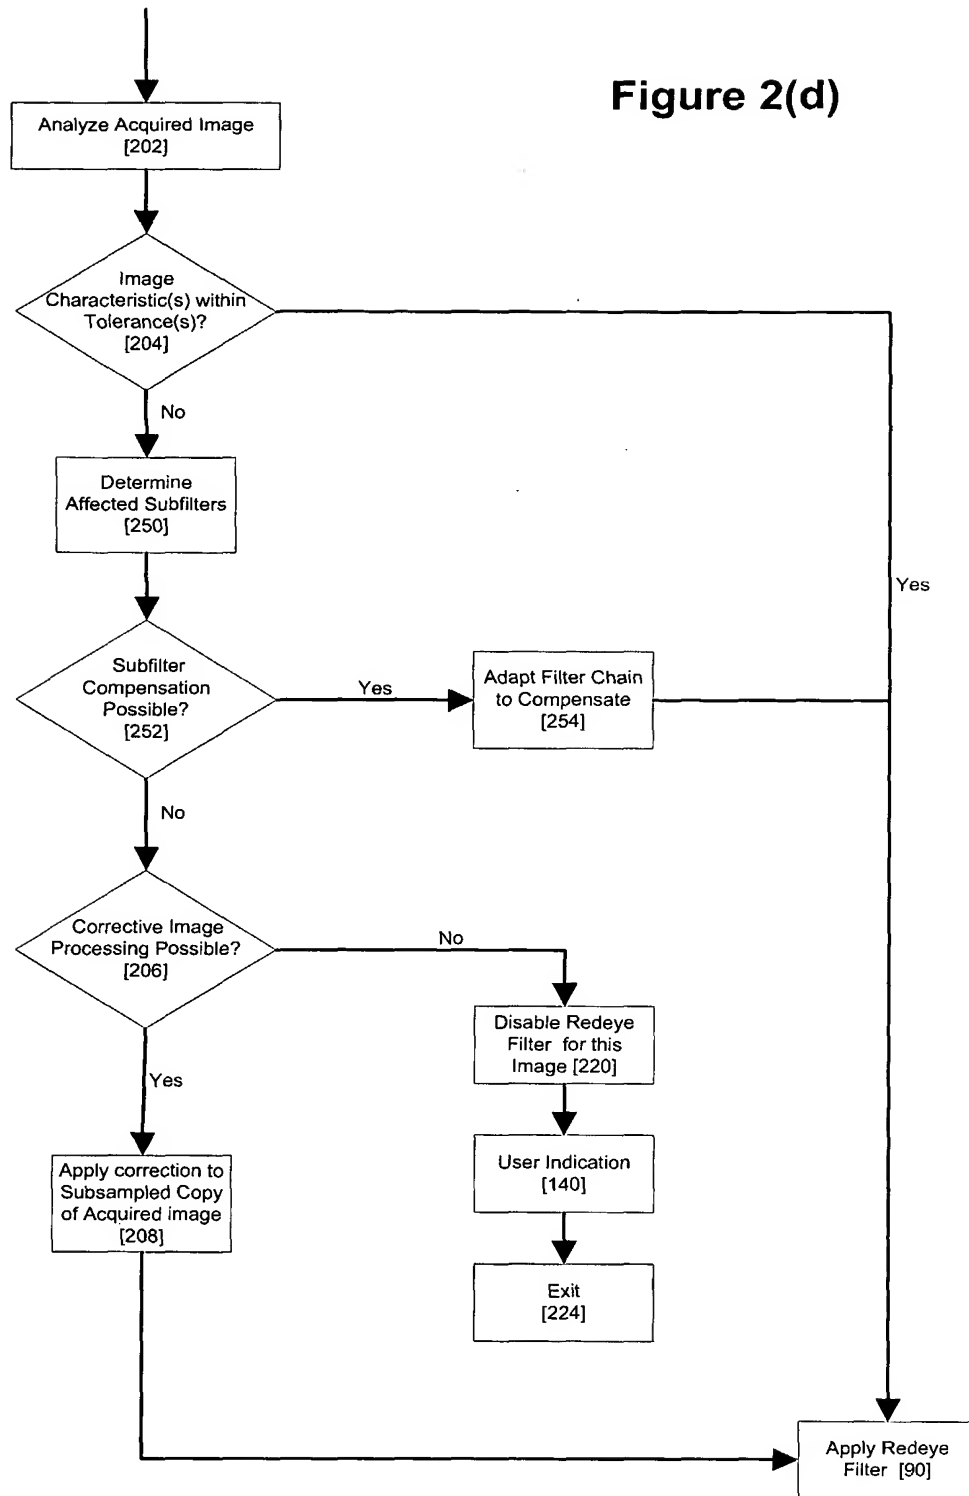 Figure 2(d)
Analyze Acquired Image
[202]
Image
Characteristic(s) within
Tolerance(s)?
[204]
No
Determine
Affected Subfilters
[250]
Yes
Subfilter
Compensation
Possible?
[252]
Yes
Adapt Filter Chain
to Compensate
[254]
No
Corrective Image
Processing Possible?
[206]
No
Disable Redeye
Filter for this
Image [220]
Yes
User Indication
[140]
Apply correction to
Subsampled Copy
of Acquired image
[208]
Exit
[224]
Apply Redeye
Filter [90]